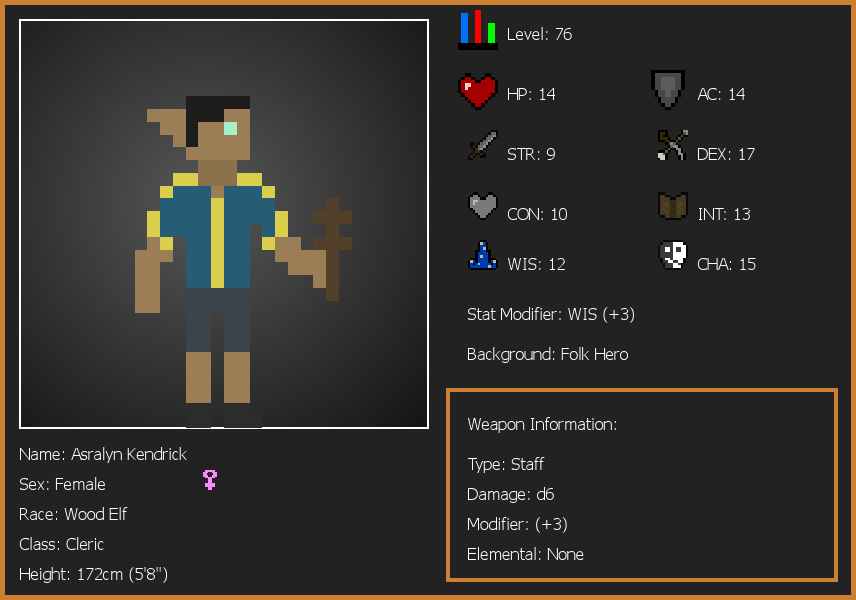 Level: 76
HP: 14
AC: 14
STR: 9
DEX: 17
CON: 10
INT: 13
WIS: 12
CHA: 15
Stat Modifier: WIS (+3)
Background: Folk Hero
Weapon Information:
Type: Staff
Damage: d6
Modifier: (+3)
Elemental: None
Name: Asralyn Kendrick
Sex: Female
Race: Wood Elf
Class: Cleric
Height: 172cm (5'8")